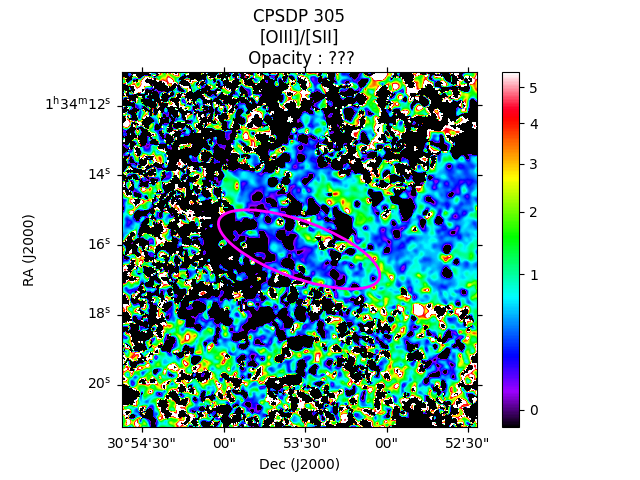 CPSDP 305
[OIII]/[SII]
Opacity : ???
1h34m12s
14s
16s
18s
20s
RA (J2000)
30°54'30"
00"
53'30"
00"
52'30"
Dec (J2000)
5
4
3
2
1
0